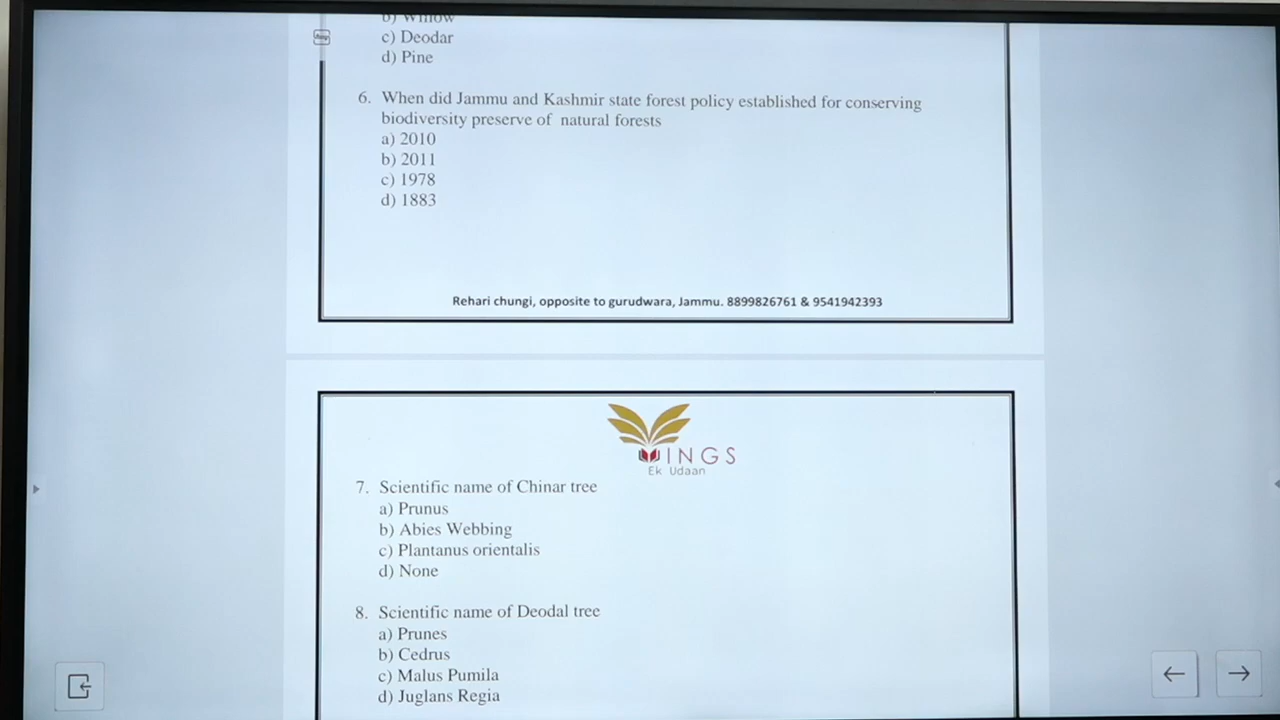 b) Willow
c) Deodar
d) Pine
6. When did Jammu and Kashmir state forest policy established for conserving
biodiversity preserve of natural forests
a) 2010
b) 2011
c) 1978
d) 1883
Rehari chungi, opposite to gurudwara, Jammu. 8899826761 & 9541942393
WINGS
Ek Udaan
7. Scientific name of Chinar tree
a) Prunus
b) Abies Webbing
c) Plantanus orientalis
d) None
8. Scientific name of Deodal tree
a) Prunes
b) Cedrus
c) Malus Pumila
d) Juglans Regia